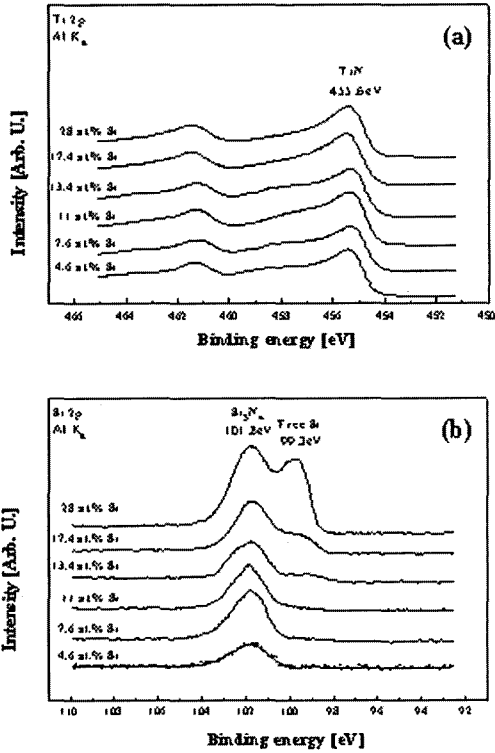 Ti 2p
Al Kα
(a)
TiN
455.6eV
28 at% Si
17.4 at% Si
13.4 at% Si
11 at% Si
7.6 at% Si
4.6 at% Si
Intensity [Arb. U.]
466 464 462 460 458 456 454 452 450
Binding energy [eV]
Si 2p
Al Kα
Si3N4
101.8eV
Free Si
99.3eV
(b)
28 at% Si
17.4 at.% Si
13.4 at.% Si
11 at% Si
7.6 at.% Si
4.6 at.% Si
Intensity [Arb. U.]
110 108 106 104 102 100 98 96 94 92
Binding energy [eV]